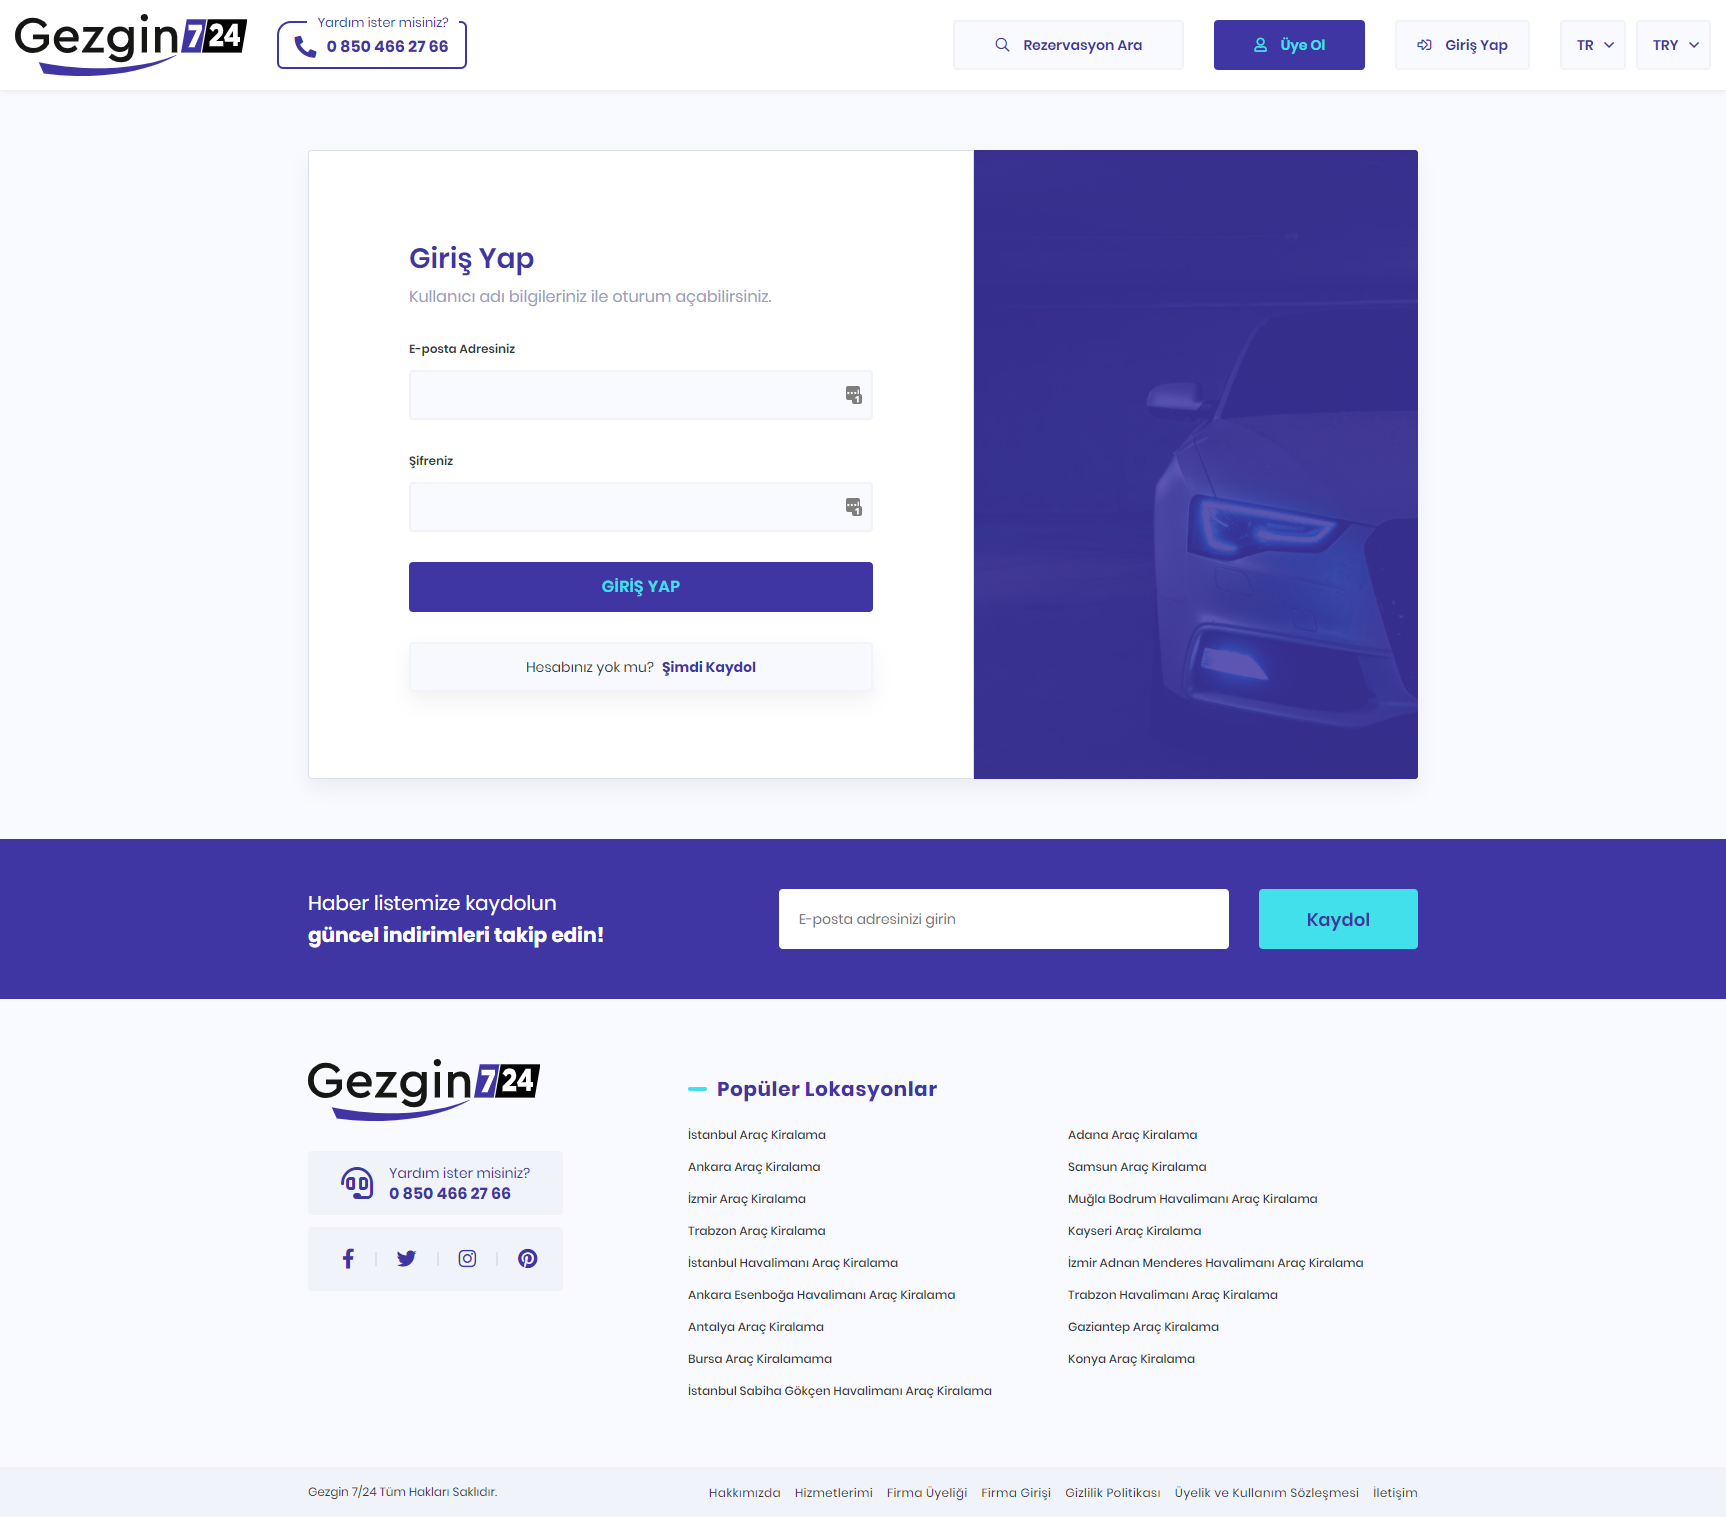 Gezgin 7/24
Yardım ister misiniz?
0 850 466 27 66
Rezervasyon Ara
Üye Ol
Giriş Yap
TR
TRY
Giriş Yap
Kullanıcı adı bilgileriniz ile oturum açabilirsiniz.
E-posta Adresiniz
Şifreniz
GİRİŞ YAP
Hesabınız yok mu? Şimdi Kaydol
Haber listemize kaydolun
güncel indirimleri takip edin!
E-posta adresinizi girin
Kaydol
Gezgin 7/24
Yardım ister misiniz?
0 850 466 27 66
Popüler Lokasyonlar
İstanbul Araç Kiralama
Ankara Araç Kiralama
İzmir Araç Kiralama
Trabzon Araç Kiralama
İstanbul Havalimanı Araç Kiralama
Ankara Esenboğa Havalimanı Araç Kiralama
Antalya Araç Kiralama
Bursa Araç Kiralamama
İstanbul Sabiha Gökçen Havalimanı Araç Kiralama
Adana Araç Kiralama
Samsun Araç Kiralama
Muğla Bodrum Havalimanı Araç Kiralama
Kayseri Araç Kiralama
İzmir Adnan Menderes Havalimanı Araç Kiralama
Trabzon Havalimanı Araç Kiralama
Gaziantep Araç Kiralama
Konya Araç Kiralama
Gezgin 7/24 Tüm Hakları Saklıdır.
Hakkımızda Hizmetlerimi Firma Üyeliği Firma Girişi Gizlilik Politikası Üyelik ve Kullanım Sözleşmesi İletişim